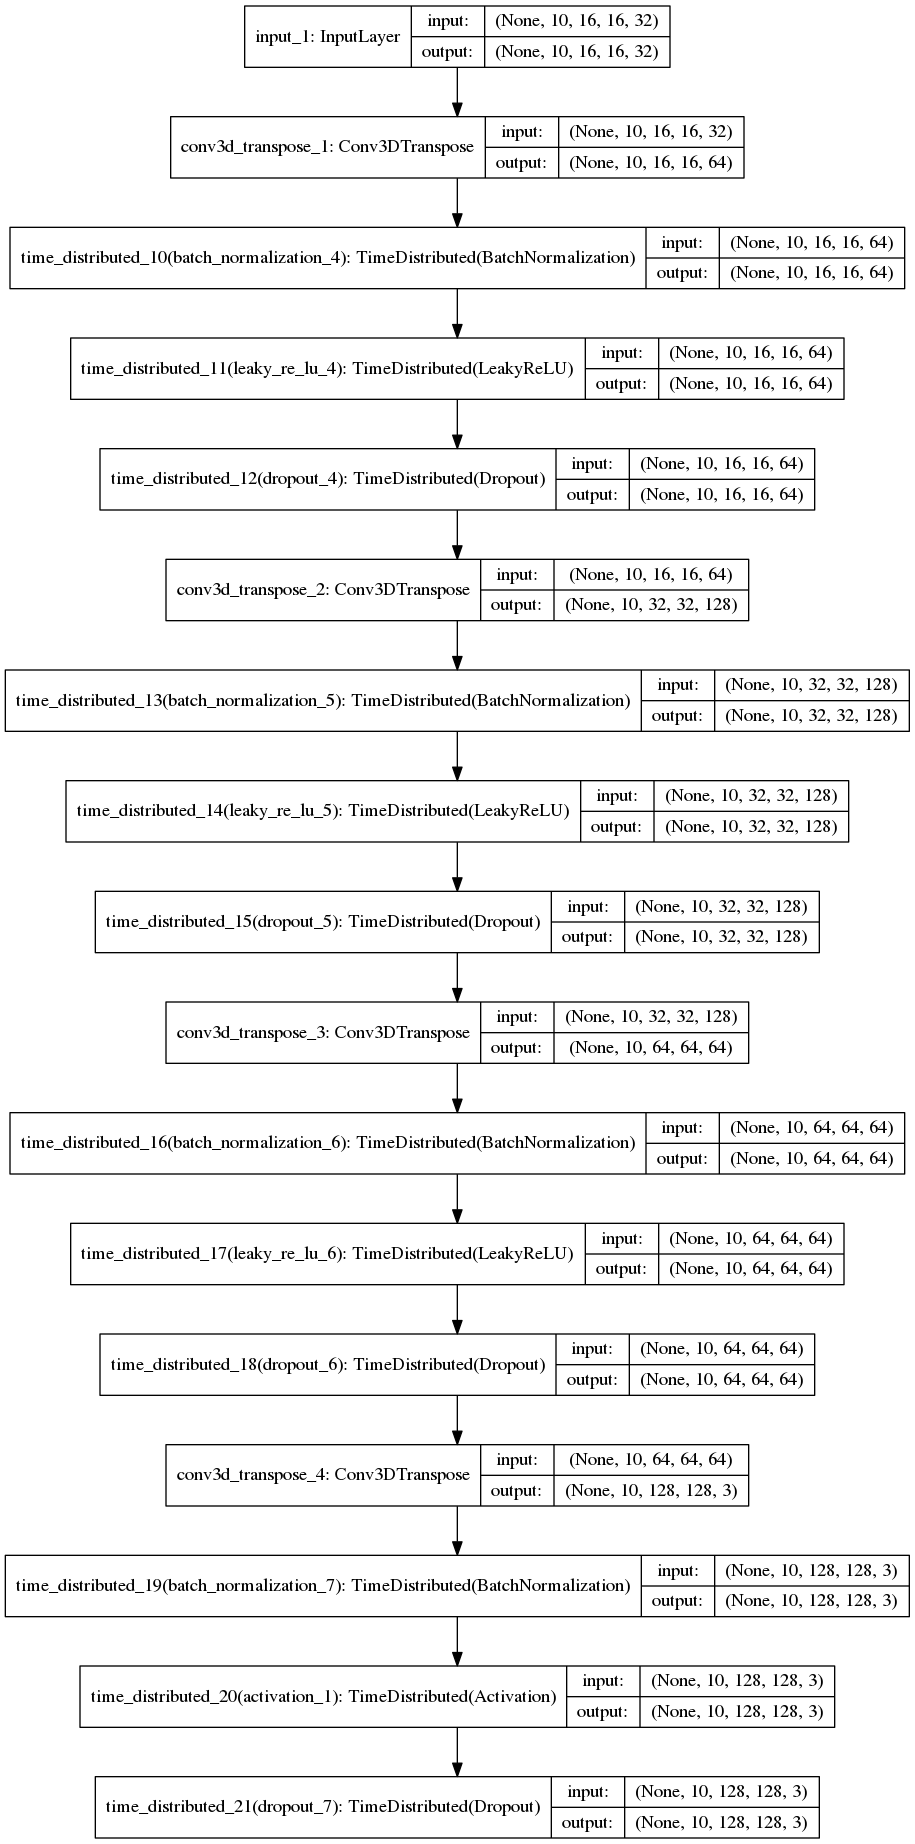 input_1: InputLayer
input: (None, 10, 16, 16, 32)
output: (None, 10, 16, 16, 32)
conv3d_transpose_1: Conv3DTranspose
input: (None, 10, 16, 16, 32)
output: (None, 10, 16, 16, 64)
time_distributed_10(batch_normalization_4): TimeDistributed(BatchNormalization)
input: (None, 10, 16, 16, 64)
output: (None, 10, 16, 16, 64)
time_distributed_11(leaky_re_lu_4): TimeDistributed(LeakyReLU)
input: (None, 10, 16, 16, 64)
output: (None, 10, 16, 16, 64)
time_distributed_12(dropout_4): TimeDistributed(Dropout)
input: (None, 10, 16, 16, 64)
output: (None, 10, 16, 16, 64)
conv3d_transpose_2: Conv3DTranspose
input: (None, 10, 16, 16, 64)
output: (None, 10, 32, 32, 128)
time_distributed_13(batch_normalization_5): TimeDistributed(BatchNormalization)
input: (None, 10, 32, 32, 128)
output: (None, 10, 32, 32, 128)
time_distributed_14(leaky_re_lu_5): TimeDistributed(LeakyReLU)
input: (None, 10, 32, 32, 128)
output: (None, 10, 32, 32, 128)
time_distributed_15(dropout_5): TimeDistributed(Dropout)
input: (None, 10, 32, 32, 128)
output: (None, 10, 32, 32, 128)
conv3d_transpose_3: Conv3DTranspose
input: (None, 10, 32, 32, 128)
output: (None, 10, 64, 64, 64)
time_distributed_16(batch_normalization_6): TimeDistributed(BatchNormalization)
input: (None, 10, 64, 64, 64)
output: (None, 10, 64, 64, 64)
time_distributed_17(leaky_re_lu_6): TimeDistributed(LeakyReLU)
input: (None, 10, 64, 64, 64)
output: (None, 10, 64, 64, 64)
time_distributed_18(dropout_6): TimeDistributed(Dropout)
input: (None, 10, 64, 64, 64)
output: (None, 10, 64, 64, 64)
conv3d_transpose_4: Conv3DTranspose
input: (None, 10, 64, 64, 64)
output: (None, 10, 128, 128, 3)
time_distributed_19(batch_normalization_7): TimeDistributed(BatchNormalization)
input: (None, 10, 128, 128, 3)
output: (None, 10, 128, 128, 3)
time_distributed_20(activation_1): TimeDistributed(Activation)
input: (None, 10, 128, 128, 3)
output: (None, 10, 128, 128, 3)
time_distributed_21(dropout_7): TimeDistributed(Dropout)
input: (None, 10, 128, 128, 3)
output: (None, 10, 128, 128, 3)